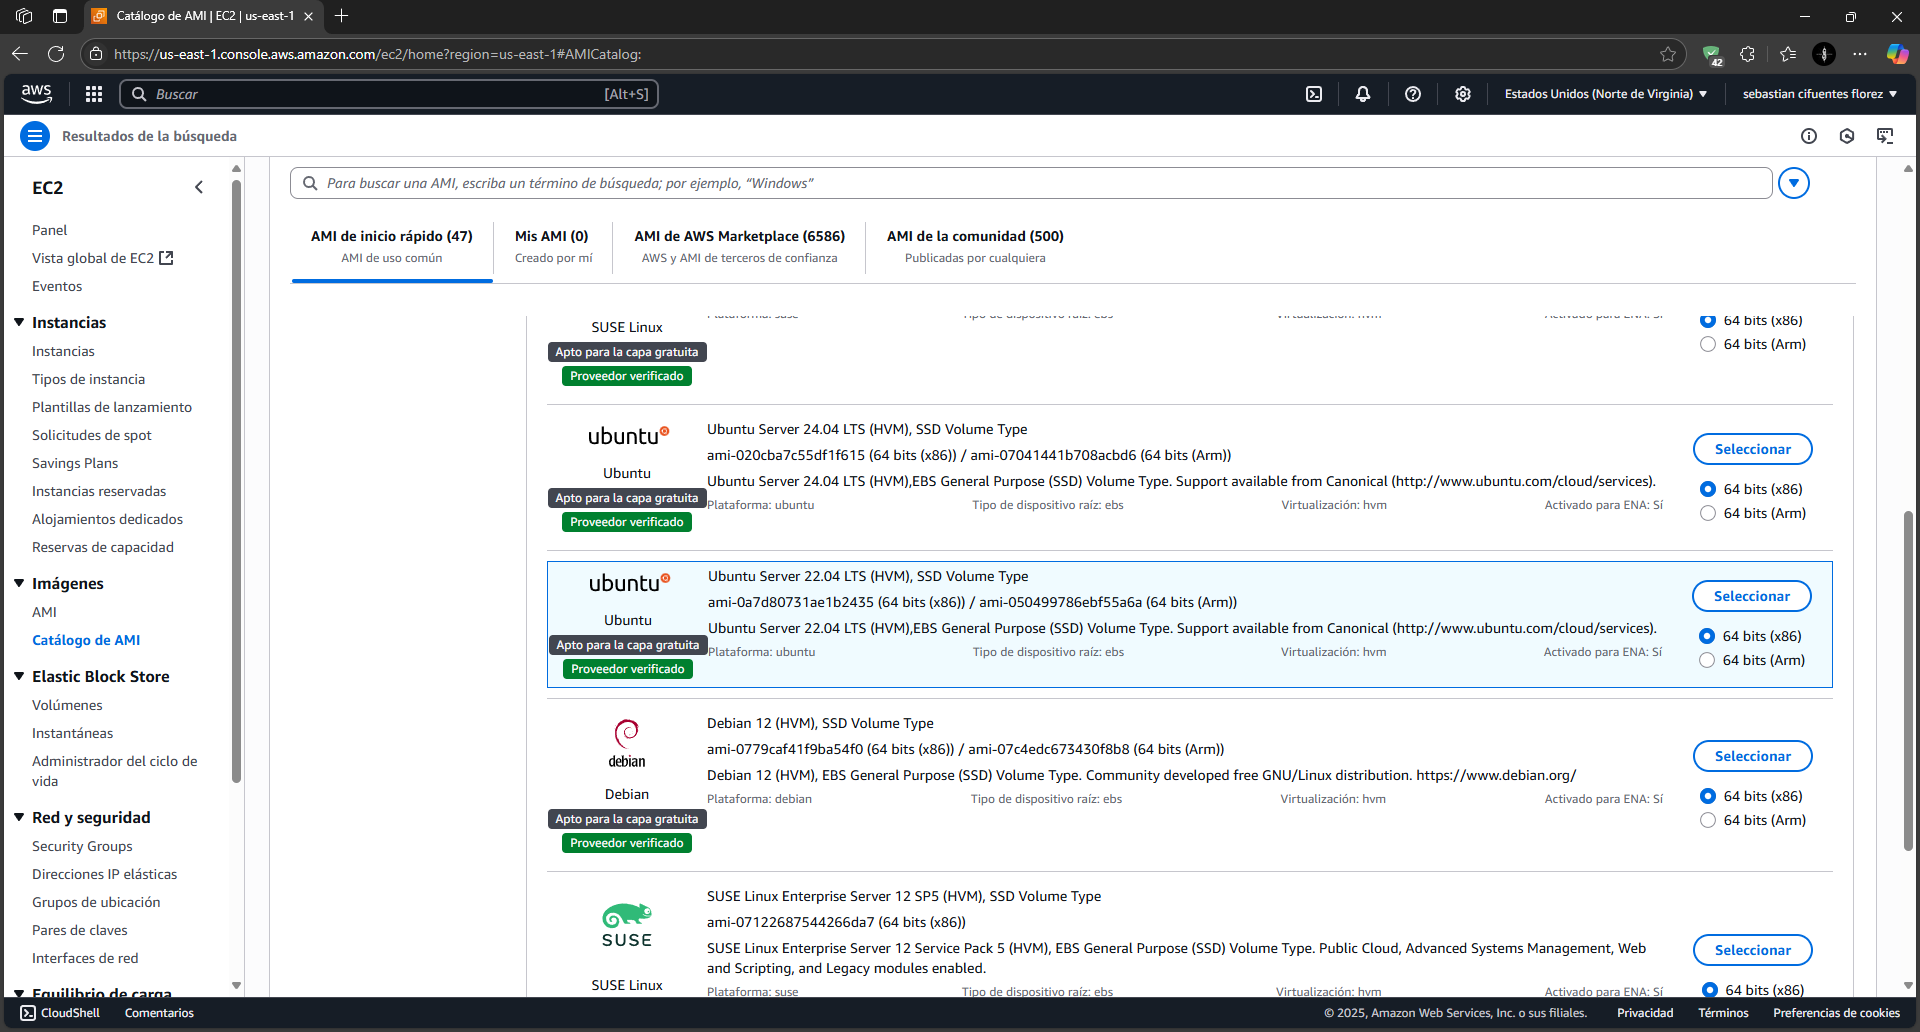 Catálogo de AMI | EC2 | us-east-1
https://us-east-1.console.aws.amazon.com/ec2/home?region=us-east-1#AMICatalog:
42
aws
Buscar
[Alt+S]
Estados Unidos (Norte de Virginia)
sebastian cifuentes florez
Resultados de la búsqueda
EC2
Panel
Vista global de EC2
Eventos
Instancias
Instancias
Tipos de instancia
Plantillas de lanzamiento
Solicitudes de spot
Savings Plans
Instancias reservadas
Alojamientos dedicados
Reservas de capacidad
Imágenes
AMI
Catálogo de AMI
Elastic Block Store
Volúmenes
Instantáneas
Administrador del ciclo de
vida
Red y seguridad
Security Groups
Direcciones IP elásticas
Grupos de ubicación
Pares de claves
Interfaces de red
Equilibrio de carga
Para buscar una AMI, escriba un término de búsqueda; por ejemplo, “Windows”
AMI de inicio rápido (47)
AMI de uso común
Mis AMI (0)
Creado por mí
AMI de AWS Marketplace (6586)
AWS y AMI de terceros de confianza
AMI de la comunidad (500)
Publicadas por cualquiera
SUSE Linux
Apto para la capa gratuita
Proveedor verificado
Plataforma: suse
Tipo de dispositivo raíz: ebs
Virtualización: hvm
Activado para ENA: Sí
64 bits (x86)
64 bits (Arm)
ubuntu
Ubuntu
Apto para la capa gratuita
Proveedor verificado
Ubuntu Server 24.04 LTS (HVM), SSD Volume Type
ami-020cba7c55df1f615 (64 bits (x86)) / ami-07041441b708acbd6 (64 bits (Arm))
Ubuntu Server 24.04 LTS (HVM),EBS General Purpose (SSD) Volume Type. Support available from Canonical (http://www.ubuntu.com/cloud/services).
Plataforma: ubuntu
Tipo de dispositivo raíz: ebs
Virtualización: hvm
Activado para ENA: Sí
Seleccionar
64 bits (x86)
64 bits (Arm)
ubuntu
Ubuntu
Apto para la capa gratuita
Proveedor verificado
Ubuntu Server 22.04 LTS (HVM), SSD Volume Type
ami-0a7d80731ae1b2435 (64 bits (x86)) / ami-050499786ebf55a6a (64 bits (Arm))
Ubuntu Server 22.04 LTS (HVM),EBS General Purpose (SSD) Volume Type. Support available from Canonical (http://www.ubuntu.com/cloud/services).
Plataforma: ubuntu
Tipo de dispositivo raíz: ebs
Virtualización: hvm
Activado para ENA: Sí
Seleccionar
64 bits (x86)
64 bits (Arm)
debian
Debian
Apto para la capa gratuita
Proveedor verificado
Debian 12 (HVM), SSD Volume Type
ami-0779caf41f9ba54f0 (64 bits (x86)) / ami-07c4edc673430f8b8 (64 bits (Arm))
Debian 12 (HVM), EBS General Purpose (SSD) Volume Type. Community developed free GNU/Linux distribution. https://www.debian.org/
Plataforma: debian
Tipo de dispositivo raíz: ebs
Virtualización: hvm
Activado para ENA: Sí
Seleccionar
64 bits (x86)
64 bits (Arm)
SUSE
SUSE Linux
SUSE Linux Enterprise Server 12 SP5 (HVM), SSD Volume Type
ami-07122687544266da7 (64 bits (x86))
SUSE Linux Enterprise Server 12 Service Pack 5 (HVM), EBS General Purpose (SSD) Volume Type. Public Cloud, Advanced Systems Management, Web
and Scripting, and Legacy modules enabled.
Plataforma: suse
Tipo de dispositivo raíz: ebs
Virtualización: hvm
Activado para ENA: Sí
Seleccionar
64 bits (x86)
CloudShell
Comentarios
© 2025, Amazon Web Services, Inc. o sus filiales.
Privacidad
Términos
Preferencias de cookies